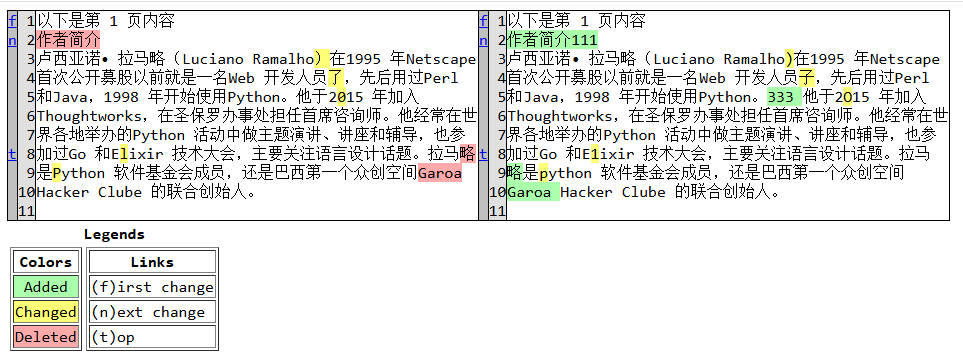 f 1 以下是第 1 页内容 f 1 以下是第 1 页内容
n 2 作者简介 n 2 作者简介111
3 卢西亚诺• 拉马略（Luciano Ramalho）在1995 年Netscape 3 卢西亚诺• 拉马略（Luciano Ramalho)在1995 年Netscape
4 首次公开募股以前就是一名Web 开发人员了，先后用过Perl 4 首次公开募股以前就是一名Web 开发人员子，先后用过Perl
5 和Java，1998 年开始使用Python。他于2015 年加入 5 和Java，1998 年开始使用Python。333 他于2O15 年加入
6 Thoughtworks，在圣保罗办事处担任首席咨询师。他经常在世 6 Thoughtworks，在圣保罗办事处担任首席咨询师。他经常在世
7 界各地举办的Python 活动中做主题演讲、讲座和辅导，也参 7 界各地举办的Python 活动中做主题演讲、讲座和辅导，也参
t 8 加过Go 和Elixir 技术大会，主要关注语言设计话题。拉马略 t 8 加过Go 和E1ixir 技术大会，主要关注语言设计话题。拉马
9 是Python 软件基金会成员，还是巴西第一个众创空间Garoa 9 略是python 软件基金会成员，还是巴西第一个众创空间
10 Hacker Clube 的联合创始人。 10 Garoa Hacker Clube 的联合创始人。
11 11
Legends
Colors Links
Added (f)irst change
Changed (n)ext change
Deleted (t)op